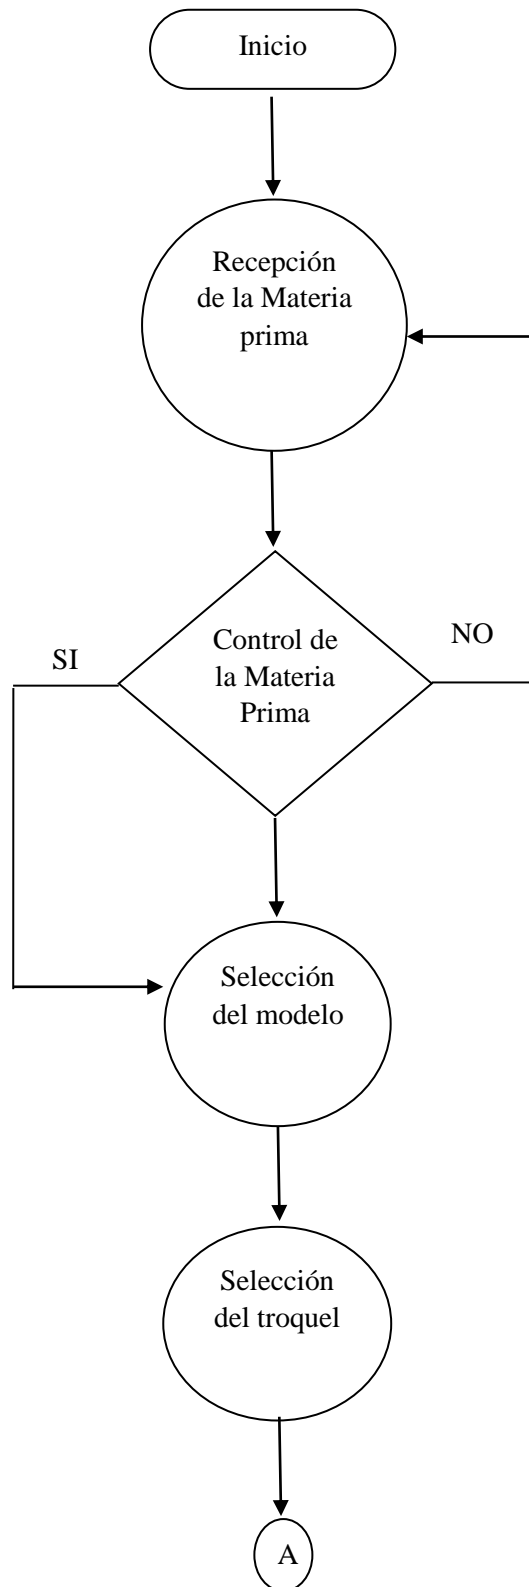 Inicio
Recepción
de la Materia
prima
Control de
la Materia
Prima
SI
NO
Selección
del modelo
Selección
del troquel
A